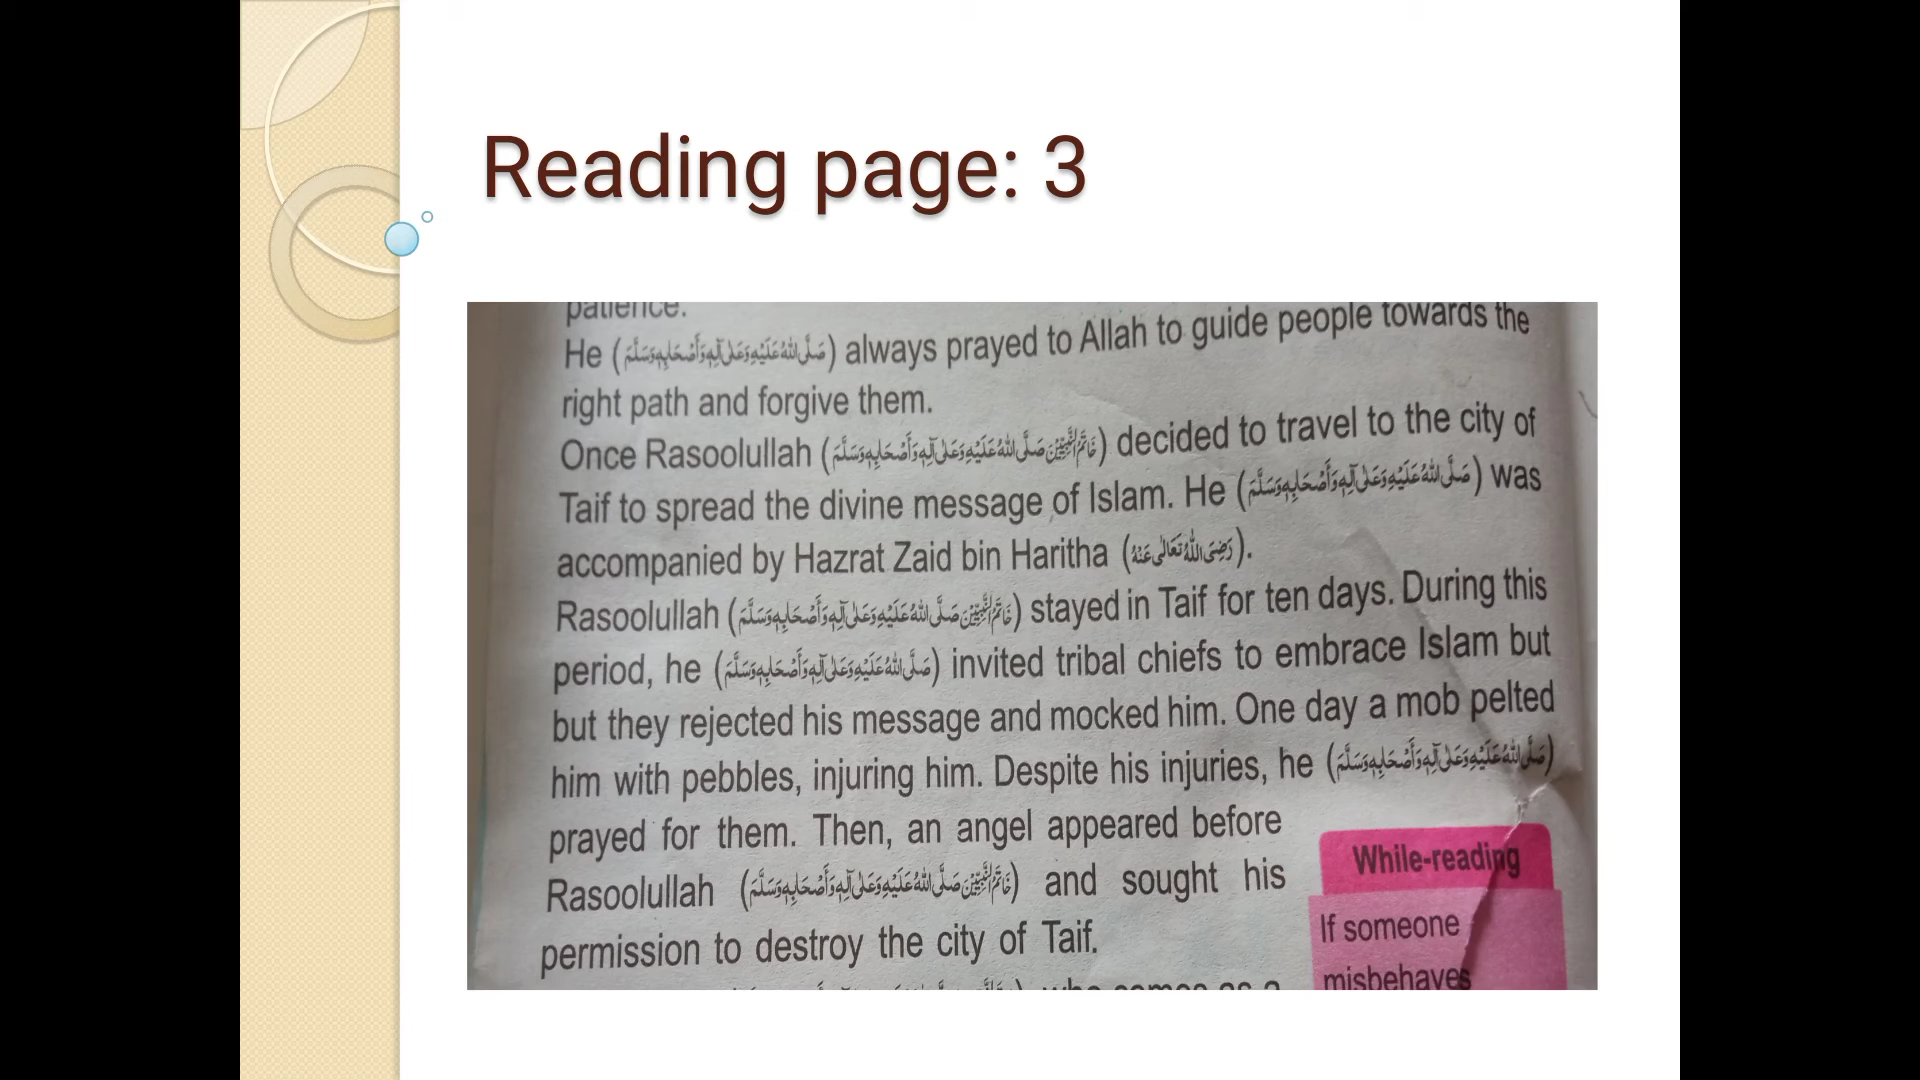 Reading page: 3
patience.
He (صَلَّى اللهُ عَلَيْهِ وَعَلٰى آلِهٖ وَأَصْحَابِهٖ وَسَلَّمَ) always prayed to Allah to guide people towards the
right path and forgive them.
Once Rasoolullah (خَاتَمُ النَّبِيّٖنَ صَلَّى اللهُ عَلَيْهِ وَعَلٰى آلِهٖ وَأَصْحَابِهٖ وَسَلَّمَ) decided to travel to the city of
Taif to spread the divine message of Islam. He (صَلَّى اللهُ عَلَيْهِ وَعَلٰى آلِهٖ وَأَصْحَابِهٖ وَسَلَّمَ) was
accompanied by Hazrat Zaid bin Haritha (رَضِیَ اللهُ تَعَالٰى عَنْهُ).
Rasoolullah (خَاتَمُ النَّبِيّٖنَ صَلَّى اللهُ عَلَيْهِ وَعَلٰى آلِهٖ وَأَصْحَابِهٖ وَسَلَّمَ) stayed in Taif for ten days. During this
period, he (صَلَّى اللهُ عَلَيْهِ وَعَلٰى آلِهٖ وَأَصْحَابِهٖ وَسَلَّمَ) invited tribal chiefs to embrace Islam but
but they rejected his message and mocked him. One day a mob pelted
him with pebbles, injuring him. Despite his injuries, he (صَلَّى اللهُ عَلَيْهِ وَعَلٰى آلِهٖ وَأَصْحَابِهٖ وَسَلَّمَ)
prayed for them. Then, an angel appeared before
Rasoolullah (خَاتَمُ النَّبِيّٖنَ صَلَّى اللهُ عَلَيْهِ وَعَلٰى آلِهٖ وَأَصْحَابِهٖ وَسَلَّمَ) and sought his
permission to destroy the city of Taif.
who comes as a
While-reading
If someone
misbehaves